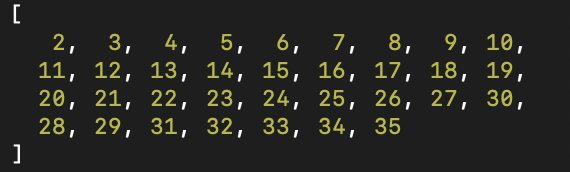 [
2, 3, 4, 5, 6, 7, 8, 9, 10,
11, 12, 13, 14, 15, 16, 17, 18, 19,
20, 21, 22, 23, 24, 25, 26, 27, 30,
28, 29, 31, 32, 33, 34, 35
]